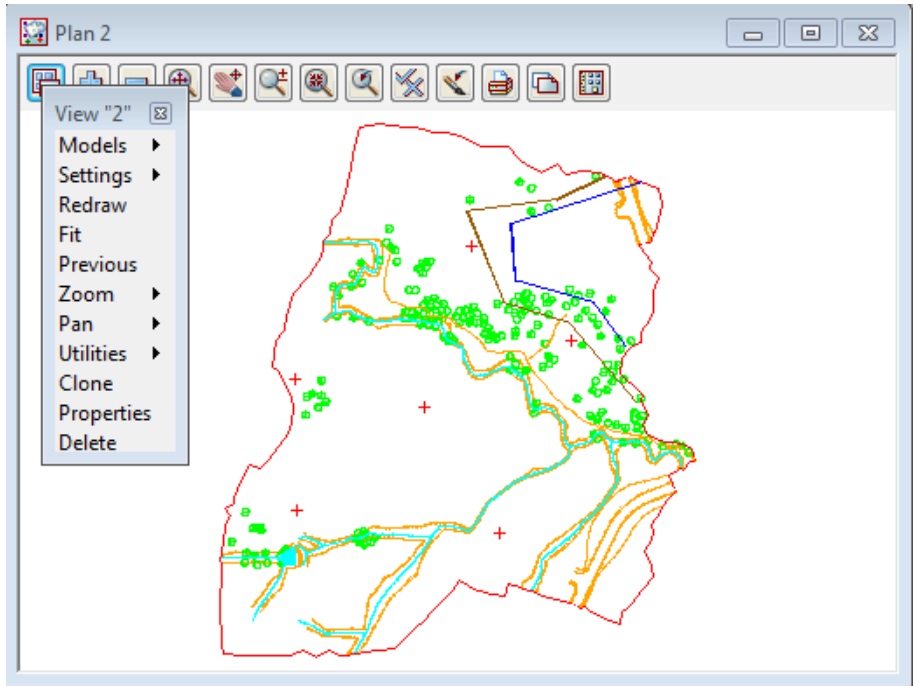 Plan 2
View "2"
Models
Settings
Redraw
Fit
Previous
Zoom
Pan
Utilities
Clone
Properties
Delete